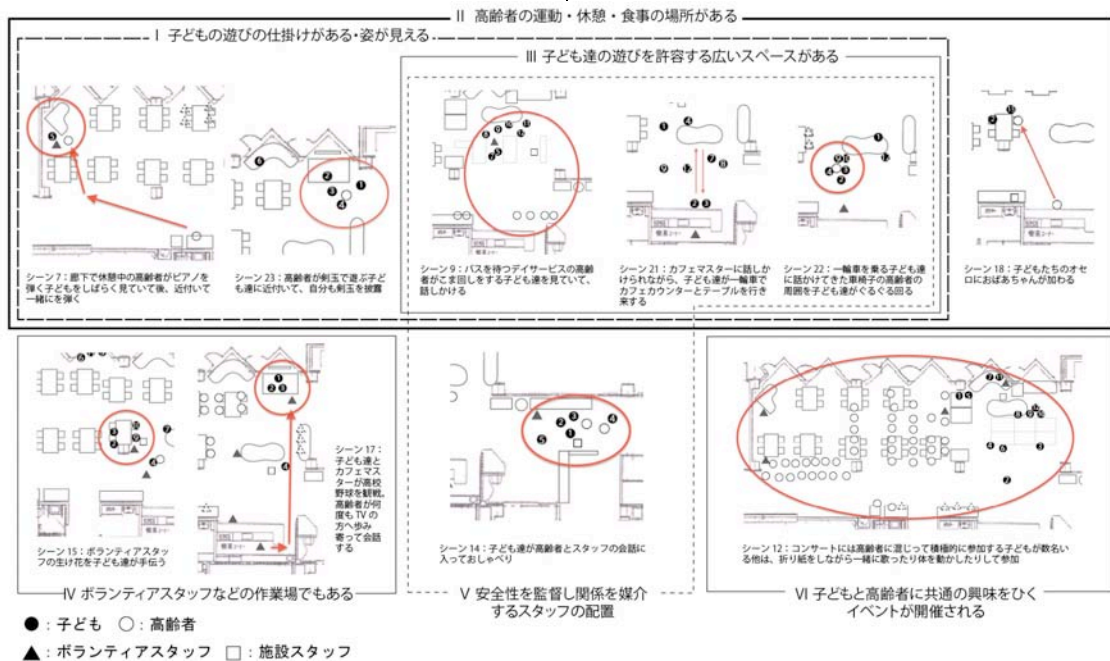 II 高齢者の運動・休憩・食事の場所がある
I 子どもの遊びの仕掛けがある・姿が見える
III 子ども達の遊びを許容する広いスペースがある
シーン 7：廊下で休憩中の高齢者がピアノを
弾く子どもをしばらく見ていて後、近付いて
一緒にを弾く
シーン 23：高齢者が剣玉で遊ぶ子ど
も達に近付いて、自分も剣玉を披露
シーン 9：バスを待つデイサービスの高齢
者がこま回しをする子ども達を見ていて、
話しかける
シーン 21：カフェマスターに話しか
けられながら、子ども達が一輪車で
カフェカウンターとテーブルを行き
来する
シーン 22：一輪車を乗る子ども達
に話かけてきた車椅子の高齢者の
周囲を子ども達がぐるぐる回る
シーン 18：子どもたちのオセ
ロにおばあちゃんが加わる
シーン 15：ボランティアスタッ
フの生け花を子ども達が手伝う
シーン 17：
子ども達と
カフェマス
ターが高校
野球を観戦。
高齢者が何
度も TV の
方へ歩み
寄って会話
する
シーン 14：子ども達が高齢者とスタッフの会話に
入っておしゃべり
シーン 12：コンサートには高齢者に混じって積極的に参加する子どもが数名い
る他は、折り紙をしながら一緒に歌ったり体を動かしたりして参加
IV ボランティアスタッフなどの作業場でもある
V 安全性を監督し関係を媒介
するスタッフの配置
VI 子どもと高齢者に共通の興味をひく
イベントが開催される
●：子ども ○：高齢者
▲：ボランティアスタッフ □：施設スタッフ